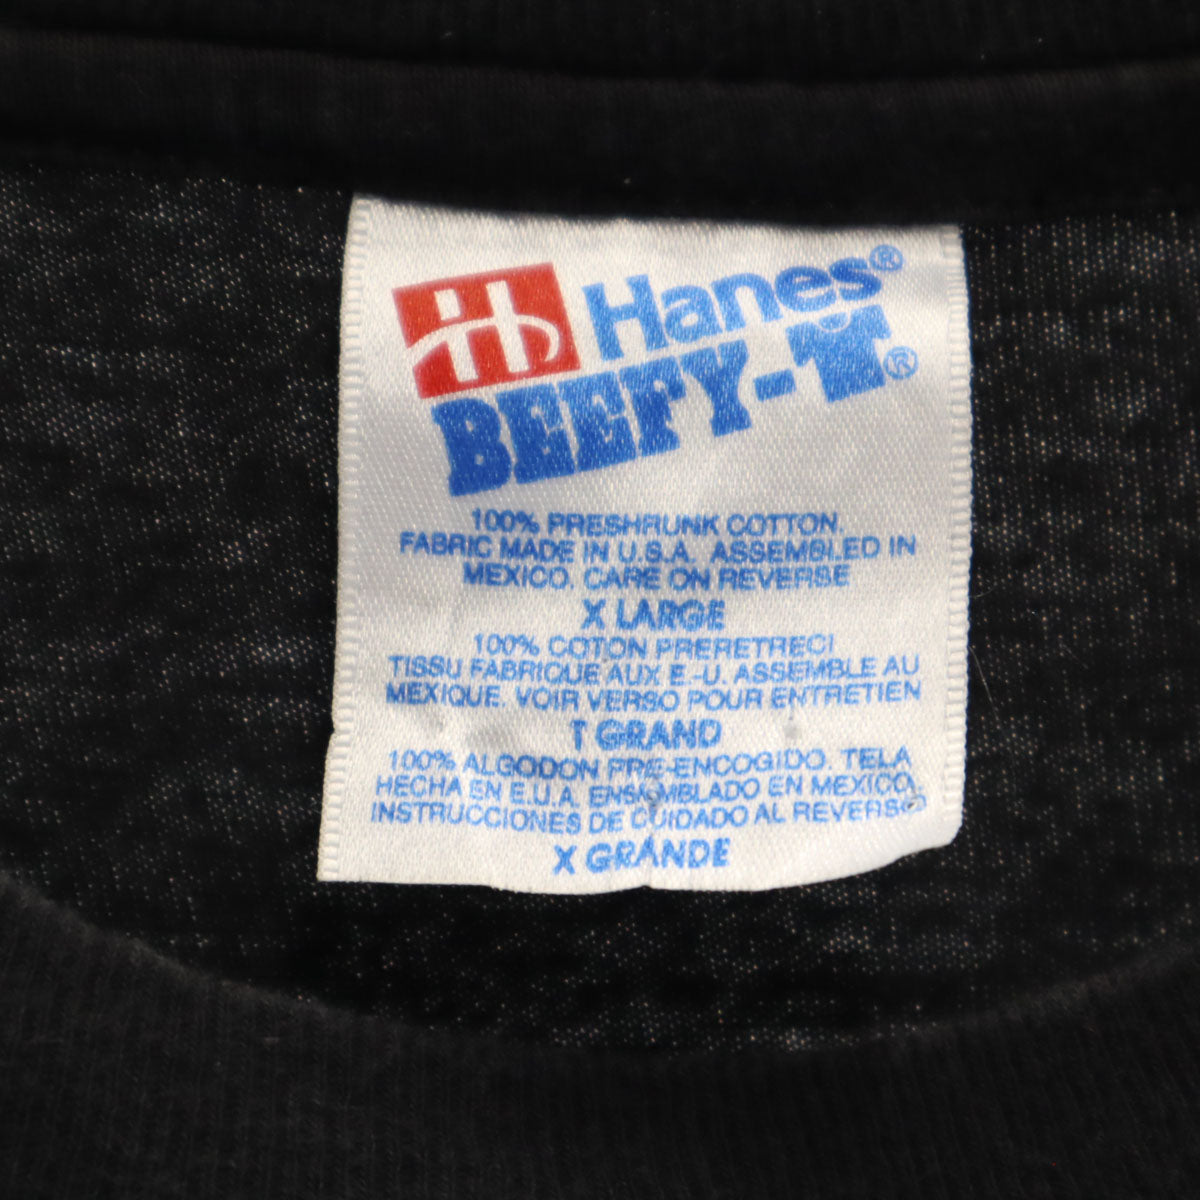 Hanes®
BEEFY-T®
100% PRESHRUNK COTTON.
FABRIC MADE IN U.S.A. ASSEMBLED IN
MEXICO. CARE ON REVERSE
X LARGE
100% COTON PRERETRECI
TISSU FABRIQUE AUX E.-U. ASSEMBLE AU
MEXIQUE. VOIR VERSO POUR ENTRETIEN
T GRAND
100% ALGODON PRE-ENCOGIDO. TELA
HECHA EN E.U.A. ENSAMBLADO EN MEXICO.
INSTRUCCIONES DE CUIDADO AL REVERSO
X GRANDE